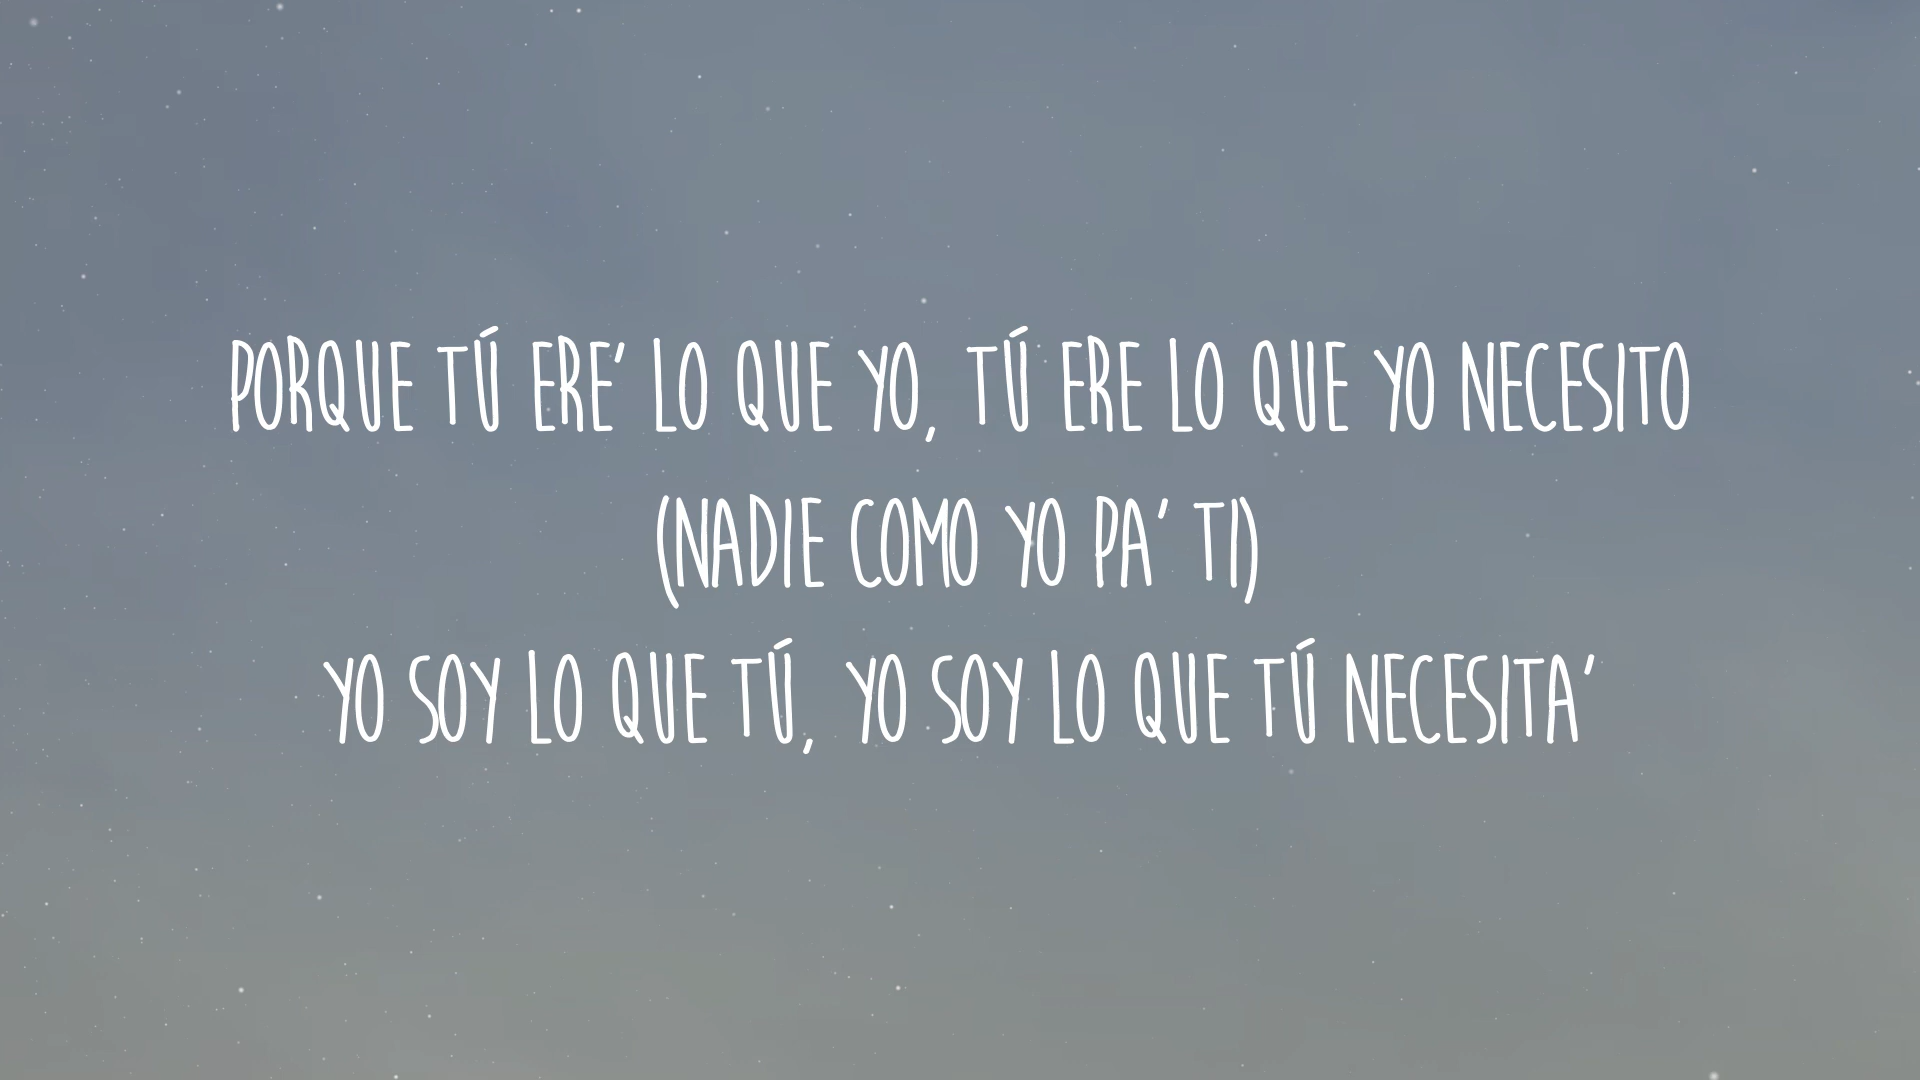 PORQUE TÚ ERE' LO QUE YO, TÚ ERE LO QUE YO NECESITO
(NADIE COMO YO PA' TI)
YO SOY LO QUE TÚ, YO SOY LO QUE TÚ NECESITA'